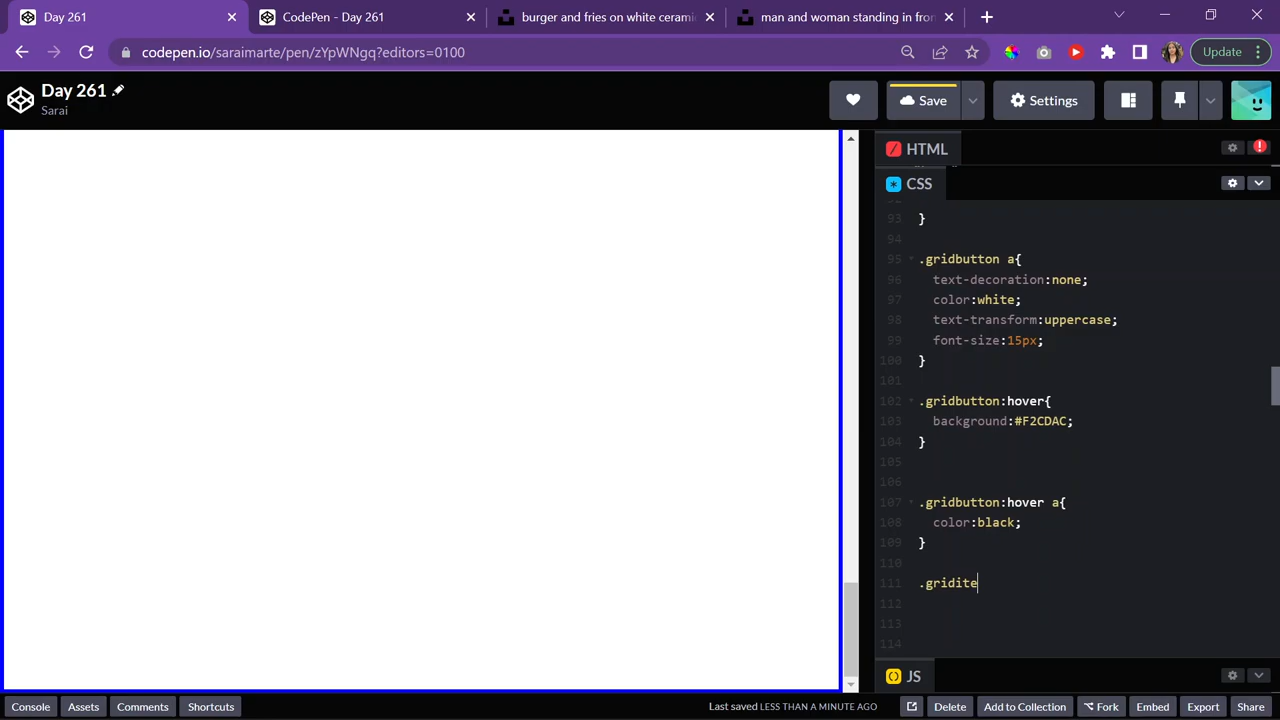 Day 261
CodePen - Day 261
burger and fries on white cerami
man and woman standing in fron
codepen.io/saraimarte/pen/zYpWNgq?editors=0100
Update
Day 261
Sarai
Save
Settings
HTML
CSS
93 }
94
95 .gridbutton a{
96 text-decoration:none;
97 color:white;
98 text-transform:uppercase;
99 font-size:15px;
100 }
101
102 .gridbutton:hover{
103 background:#F2CDAC;
104 }
105
106
107 .gridbutton:hover a{
108 color:black;
109 }
110
111 .gridite
112
113
114
JS
Console
Assets
Comments
Shortcuts
Last saved LESS THAN A MINUTE AGO
Delete
Add to Collection
Fork
Embed
Export
Share